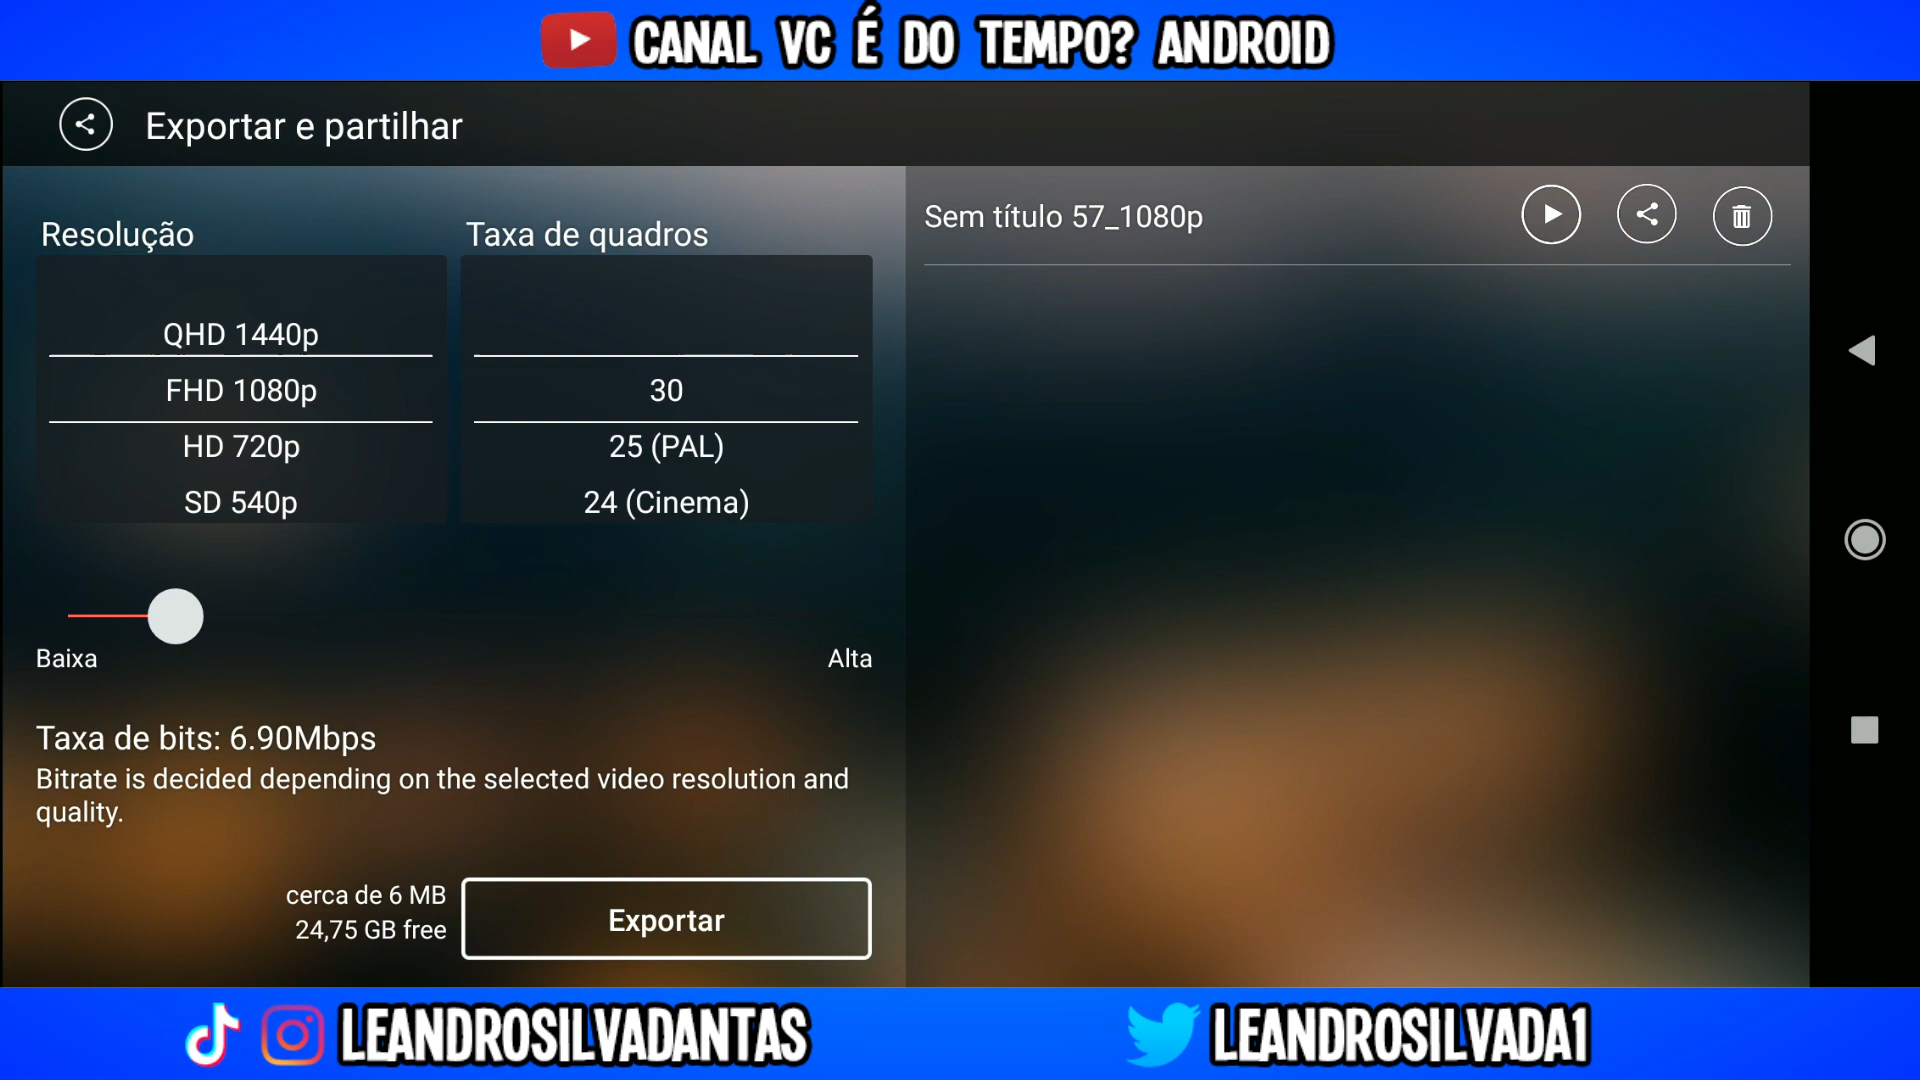 CANAL VC É DO TEMPO? ANDROID
Exportar e partilhar
Resolução
Taxa de quadros
Sem título 57_1080p
QHD 1440p
FHD 1080p
30
HD 720p
25 (PAL)
SD 540p
24 (Cinema)
Baixa
Alta
Taxa de bits: 6.90Mbps
Bitrate is decided depending on the selected video resolution and
quality.
cerca de 6 MB
24,75 GB free
Exportar
LEANDROSILVADANTAS
LEANDROSILVADA1